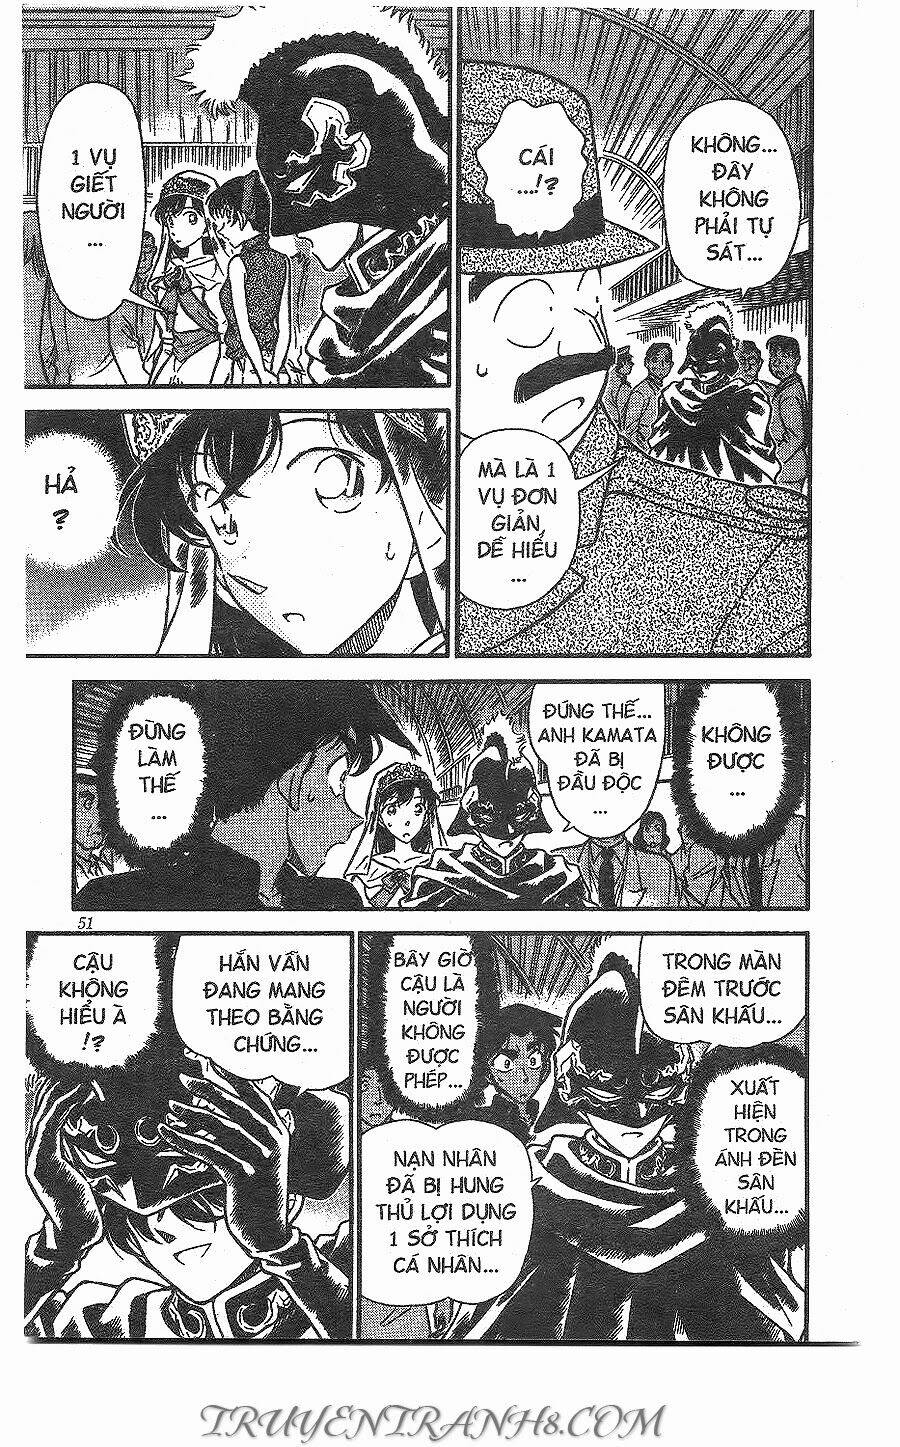 KHÔNG...
ĐÂY
KHÔNG
PHẢI TỰ
SÁT...
CÁI
...!?
MÀ LÀ 1
VỤ ĐƠN
GIẢN,
DỄ HIỂU
...
1 VỤ
GIẾT
NGƯỜI
...
HẢ
?
KHÔNG
ĐƯỢC
...
ĐÚNG THẾ...
ANH KAMATA
ĐÃ BỊ
ĐẦU ĐỘC
...
ĐỪNG
LÀM
THẾ
...
51
TRONG MÀN
ĐÊM TRƯỚC
SÂN KHẤU...
XUẤT
HIỆN
TRONG
ÁNH ĐÈN
SÂN
KHẤU...
BÂY GIỜ
CẬU LÀ
NGƯỜI
KHÔNG
ĐƯỢC
PHÉP...
NẠN NHÂN
ĐÃ BỊ HUNG
THỦ LỢI DỤNG
1 SỞ THÍCH
CÁ NHÂN...
HẮN VẪN
ĐANG MANG
THEO BẰNG
CHỨNG...
CẬU
KHÔNG
HIỂU À
!?
TRUYENTRANH8.COM